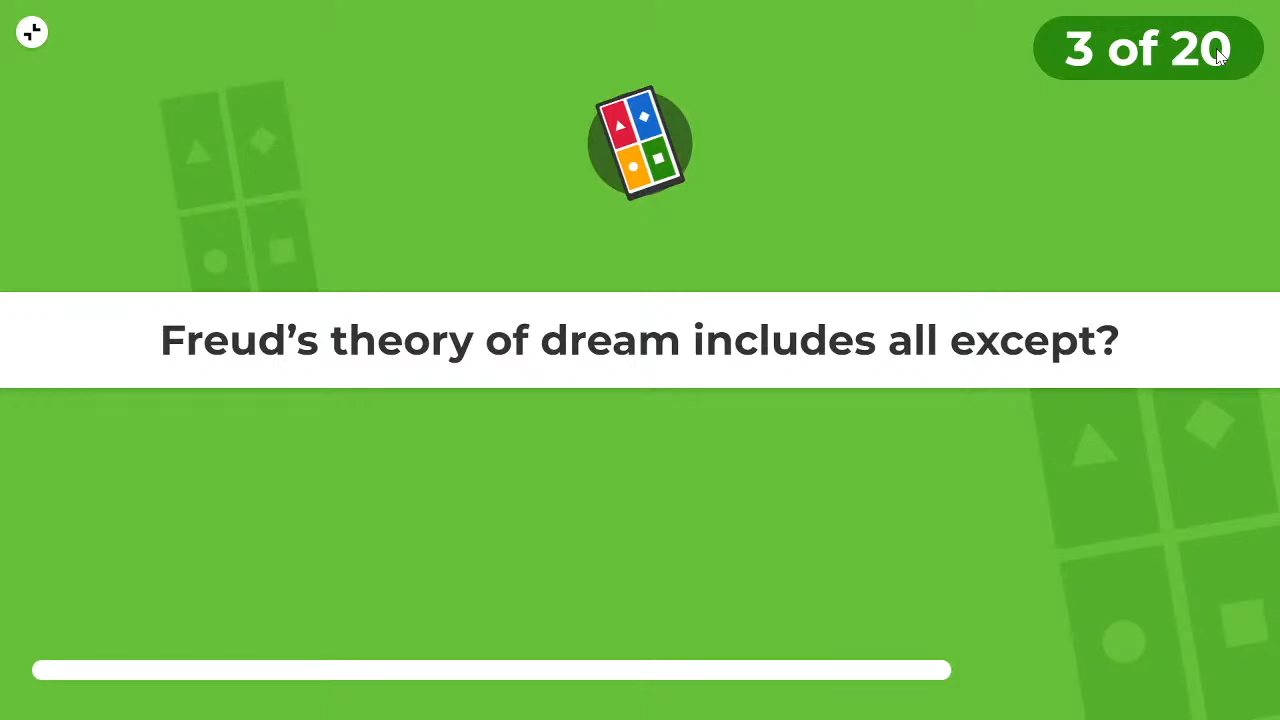 3 of 20
Freud’s theory of dream includes all except?